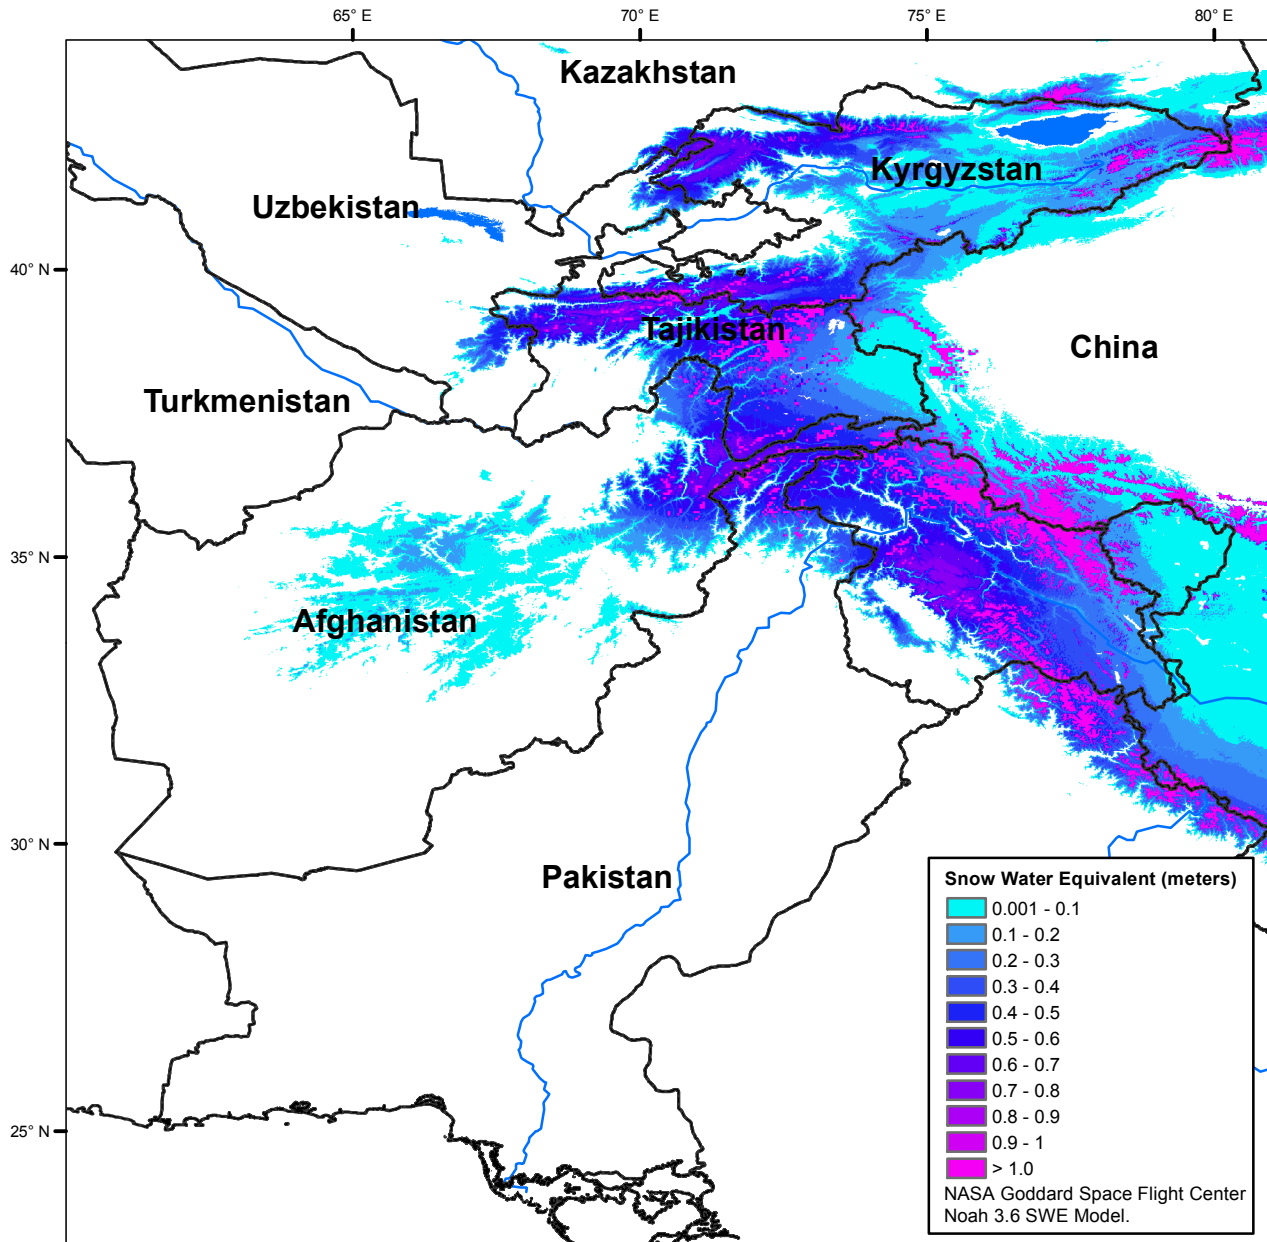 65° E
70° E
75° E
80° E
Kazakhstan
Kyrgyzstan
Uzbekistan
40° N
Tajikistan
China
Turkmenistan
35° N
Afghanistan
30° N
Pakistan
25° N
Snow Water Equivalent (meters)
0.001 - 0.1
0.1 - 0.2
0.2 - 0.3
0.3 - 0.4
0.4 - 0.5
0.5 - 0.6
0.6 - 0.7
0.7 - 0.8
0.8 - 0.9
0.9 - 1
> 1.0
NASA Goddard Space Flight Center
Noah 3.6 SWE Model.